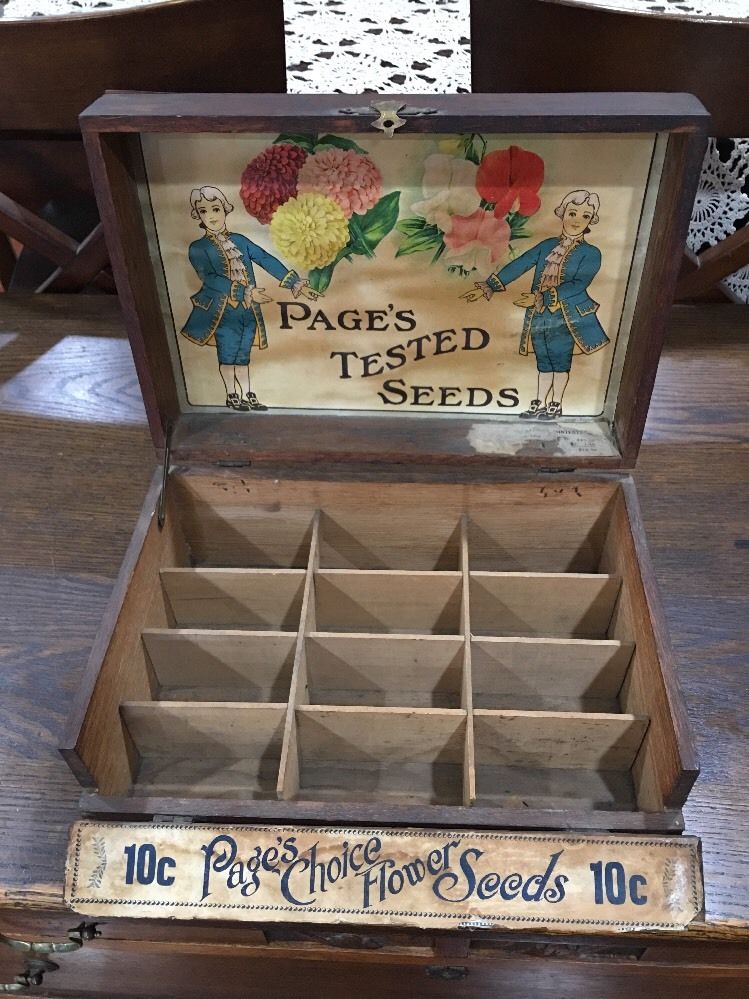 PAGE'S
TESTED
SEEDS
10c Page's Choice Flower Seeds 10c